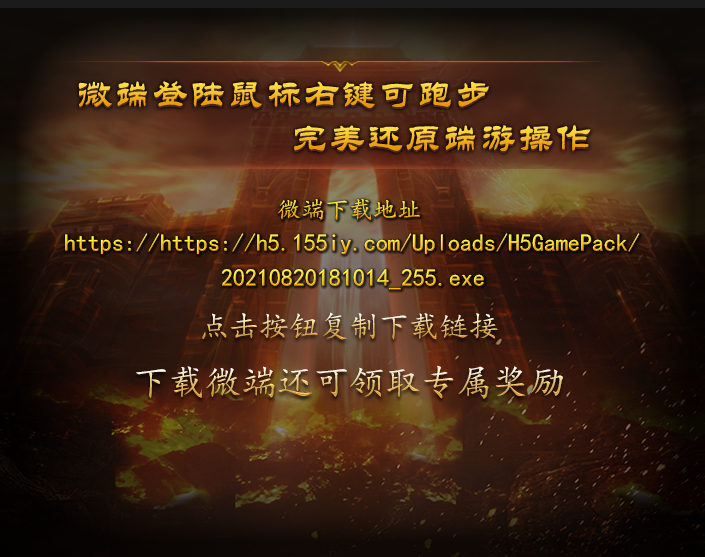 微端登陆鼠标右键可跑步
完美还原端游操作
微端下载地址
https://https://h5.155iy.com/Uploads/H5GamePack/
20210820181014_255.exe
点击按钮复制下载链接
下载微端还可领取专属奖励